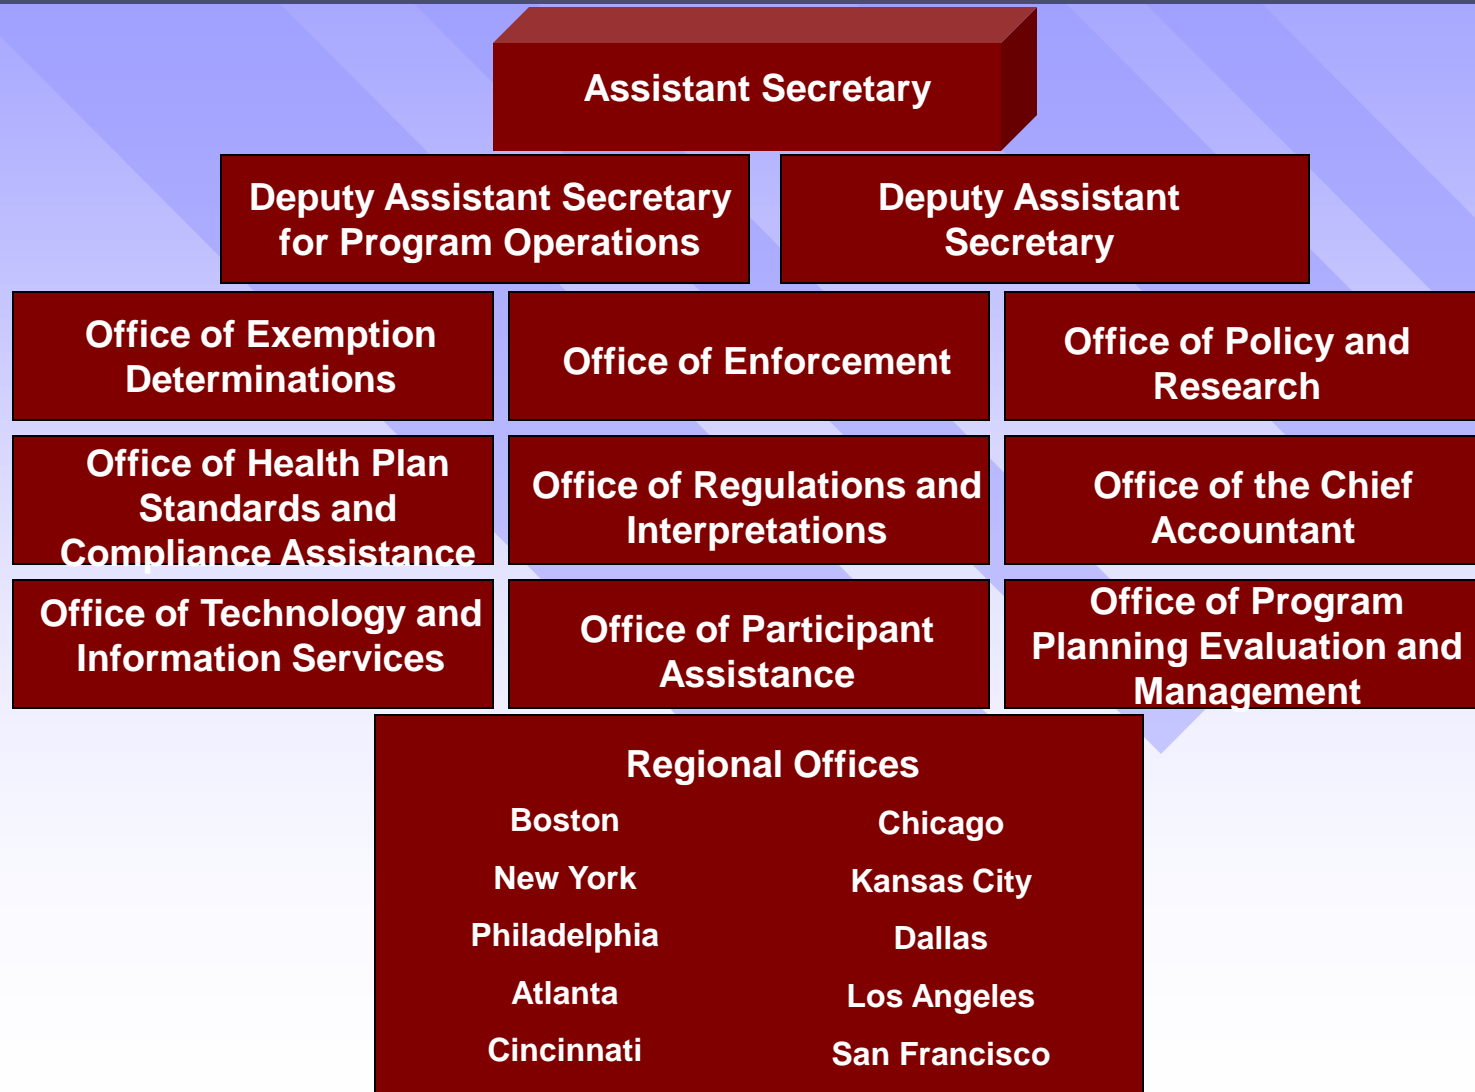 Assistant Secretary
Deputy Assistant Secretary
for Program Operations
Deputy Assistant
Secretary
Office of Exemption
Determinations
Office of Enforcement
Office of Policy and
Research
Office of Health Plan
Standards and
Compliance Assistance
Office of Regulations and
Interpretations
Office of the Chief
Accountant
Office of Technology and
Information Services
Office of Participant
Assistance
Office of Program
Planning Evaluation and
Management
Regional Offices
Boston
New York
Philadelphia
Atlanta
Cincinnati
Chicago
Kansas City
Dallas
Los Angeles
San Francisco